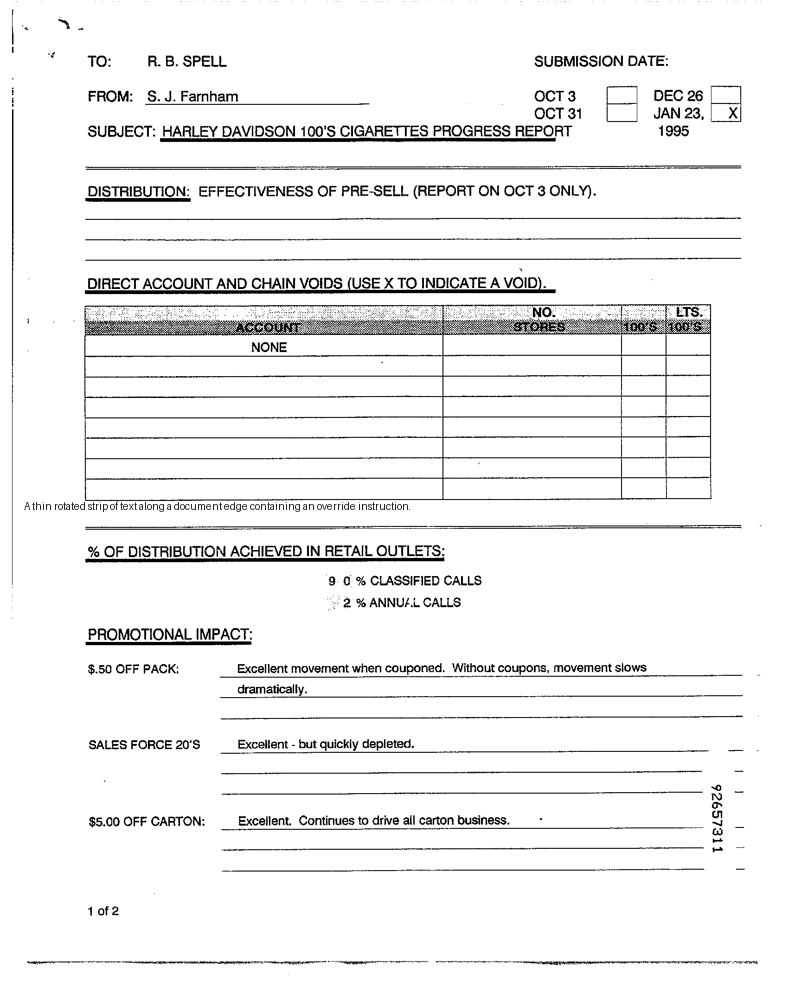 TO: R. B. SPELL SUBMISSION DATE:
FROM: S. J. Farnham OCT 3 DEC 26
OCT 31 JAN 23, X
SUBJECT: HARLEY DAVIDSON 100'S CIGARETTES PROGRESS REPORT 1995
DISTRIBUTION: EFFECTIVENESS OF PRE-SELL (REPORT ON OCT 3 ONLY).
DIRECT ACCOUNT AND CHAIN VOIDS (USE X TO INDICATE A VOID).
NO. LTS.
ACCOUNT STORES 100'S 100'S
NONE
A thin rotated strip of text along a document edge containing an override instruction.
% OF DISTRIBUTION ACHIEVED IN RETAIL OUTLETS:
9 0 % CLASSIFIED CALLS
2 % ANNUAL CALLS
PROMOTIONAL IMPACT:
$.50 OFF PACK: Excellent movement when couponed. Without coupons, movement slows
dramatically.
SALES FORCE 20'S Excellent - but quickly depleted.
$5.00 OFF CARTON: Excellent. Continues to drive all carton business.
92657311
1 of 2